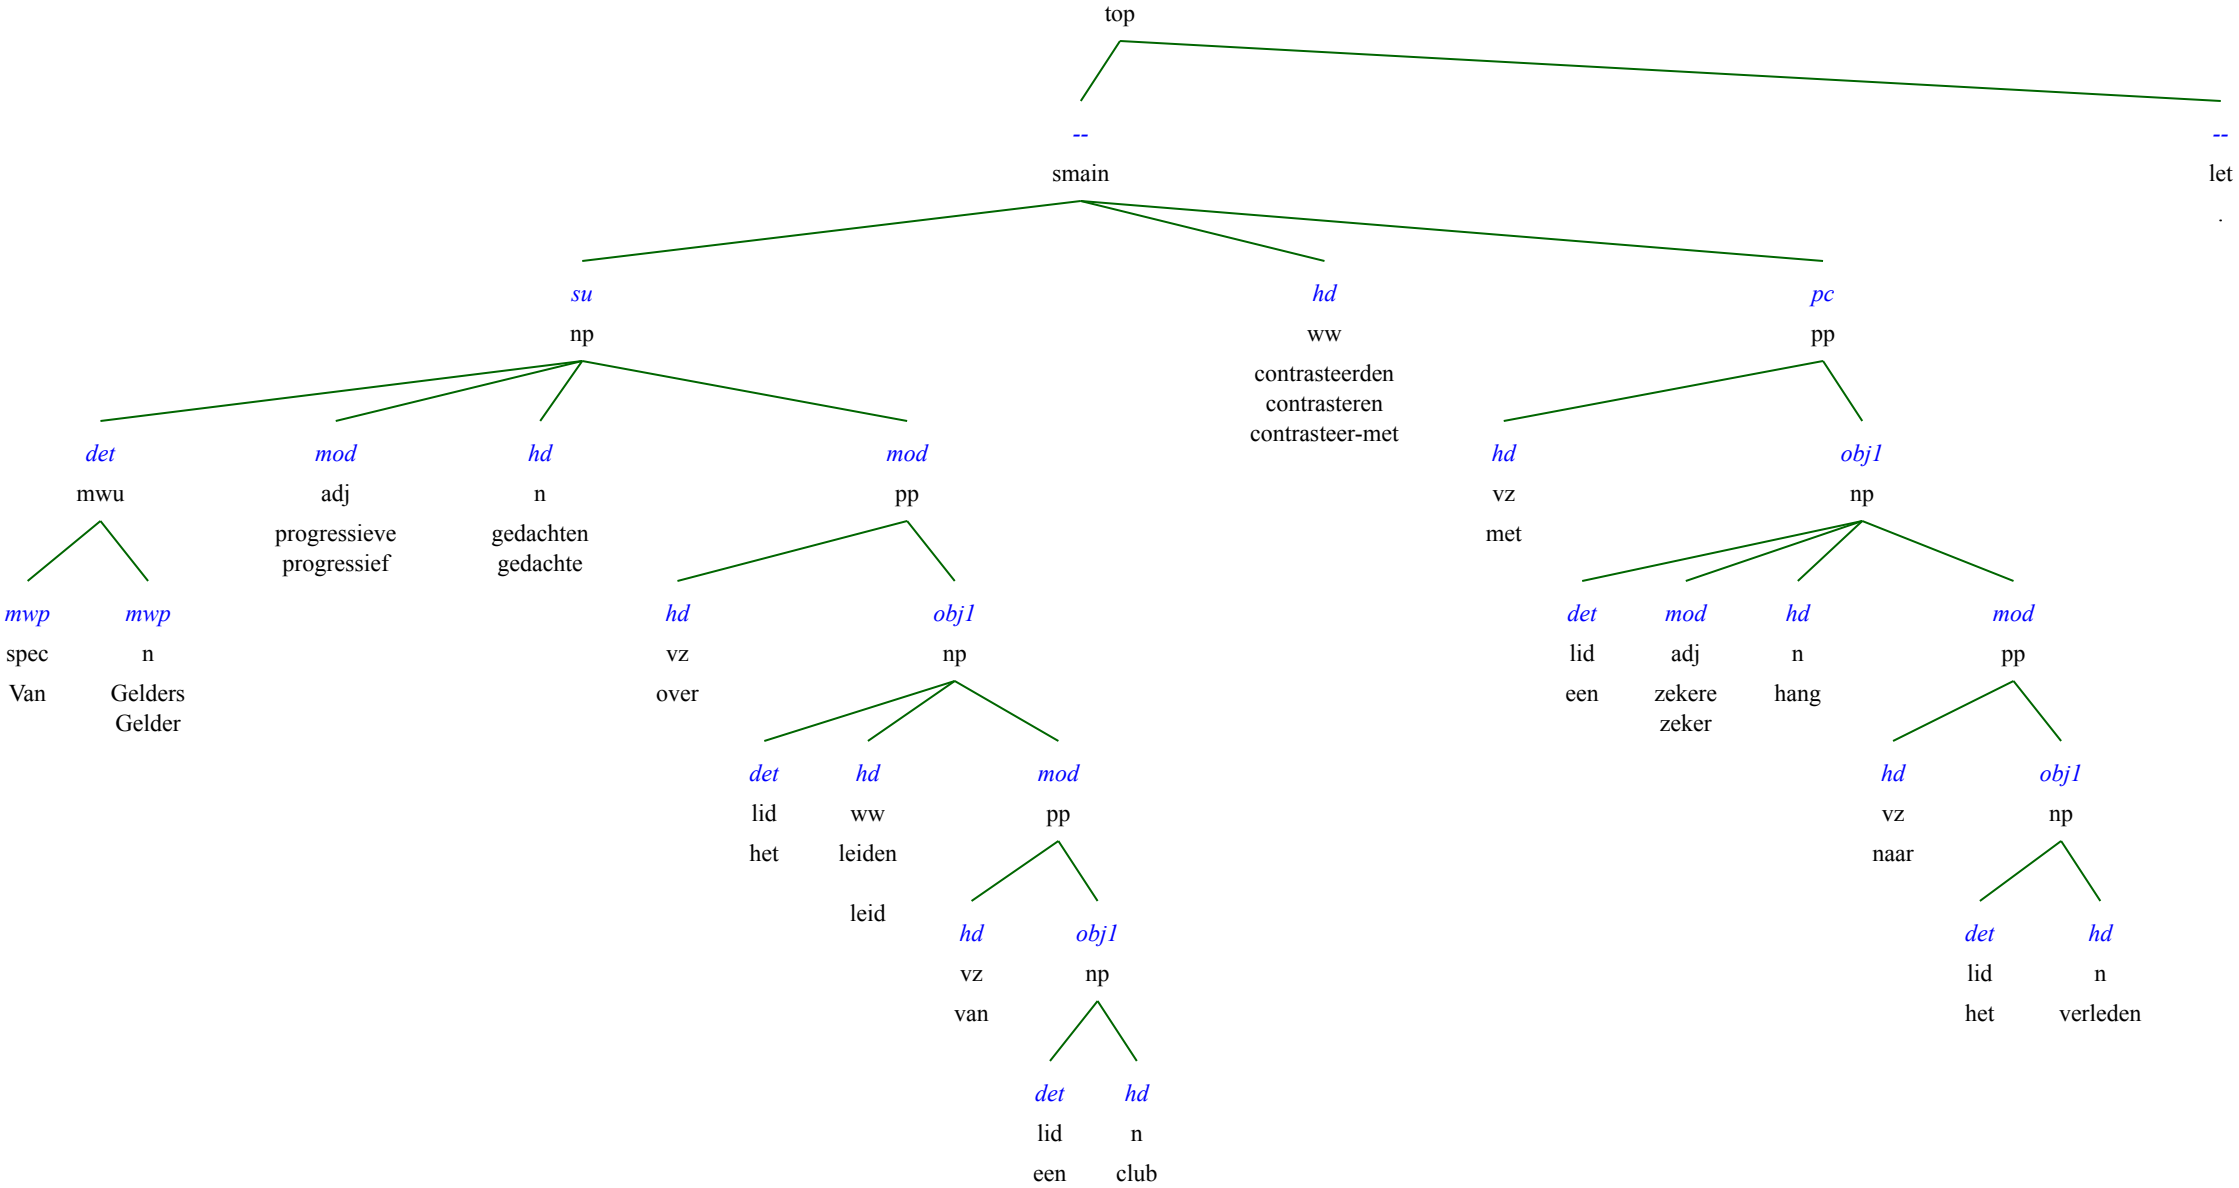 top
-- --
smain let
.
su hd pc
np ww pp
contrasteerden
contrasteren
contrasteer-met
det mod hd mod hd obj1
mwu adj n pp vz np
progressieve gedachten met
progressief gedachte
mwp mwp hd obj1 det mod hd mod
spec n vz np lid adj n pp
Van Gelders over een zekere hang
Gelder zeker
det hd mod hd obj1
lid ww pp vz np
het leiden naar
leid
hd obj1 det hd
vz np lid n
van het verleden
det hd
lid n
een club